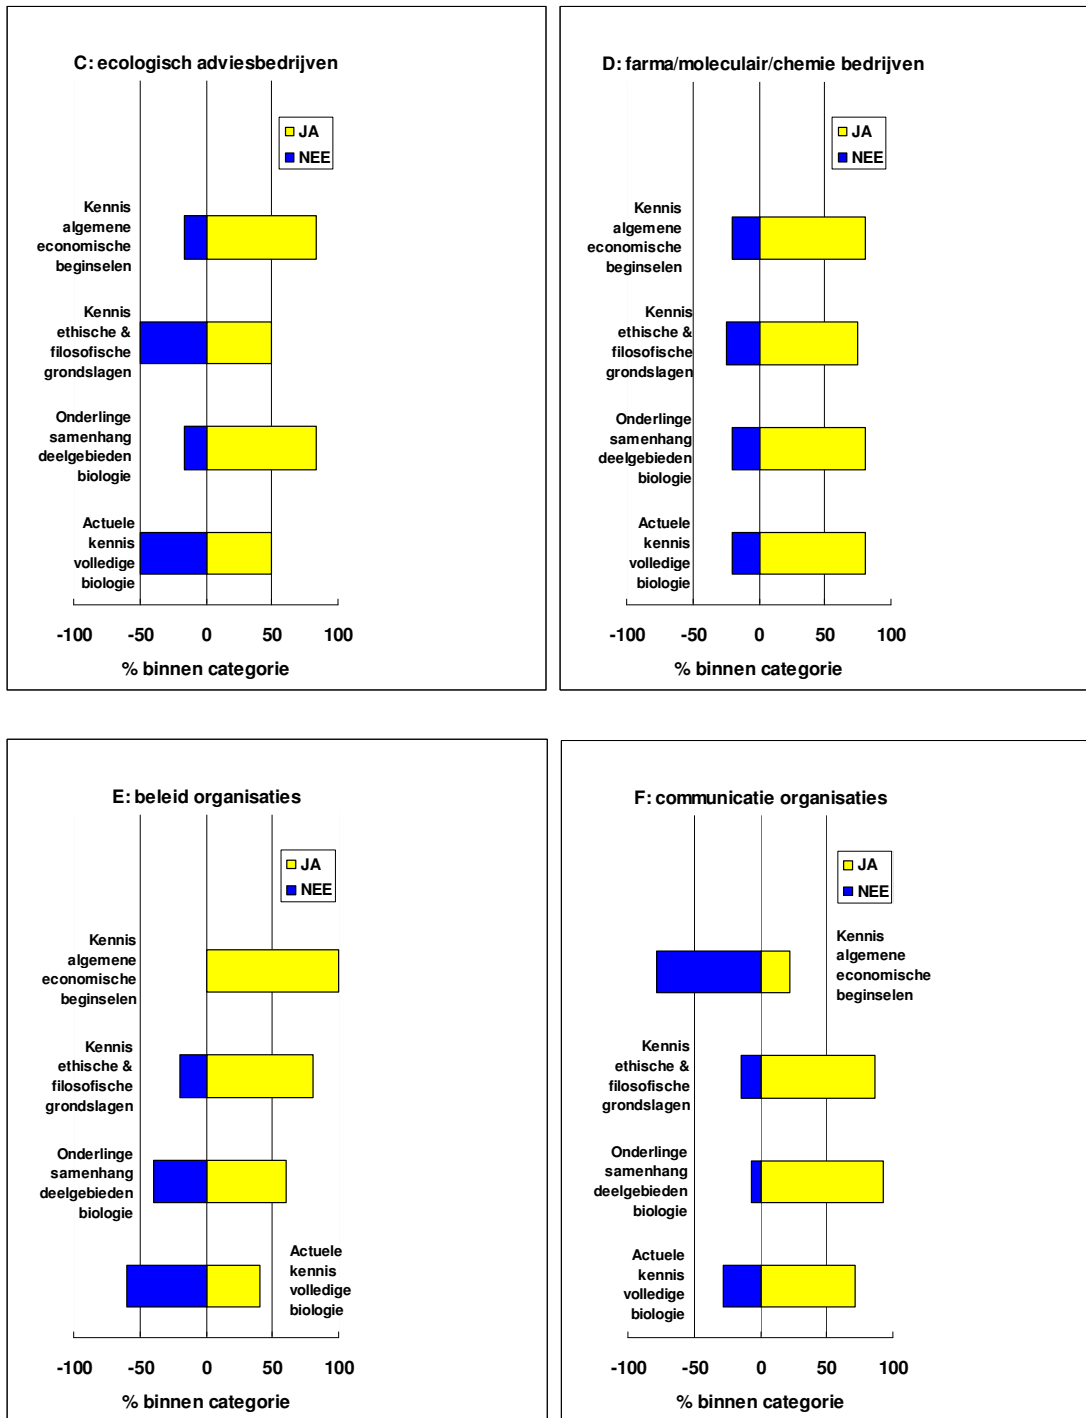 C: ecologisch adviesbedrijven
JA
NEE
Kennis
algemene
economische
beginselen
Kennis
ethische &
filosofische
grondslagen
Onderlinge
samenhang
deelgebieden
biologie
Actuele
kennis
volledige
biologie
-100 -50 0 50 100
% binnen categorie
D: farma/moleculair/chemie bedrijven
JA
NEE
Kennis
algemene
economische
beginselen
Kennis
ethische &
filosofische
grondslagen
Onderlinge
samenhang
deelgebieden
biologie
Actuele
kennis
volledige
biologie
-100 -50 0 50 100
% binnen categorie
E: beleid organisaties
JA
NEE
Kennis
algemene
economische
beginselen
Kennis
ethische &
filosofische
grondslagen
Onderlinge
samenhang
deelgebieden
biologie
Actuele
kennis
volledige
biologie
-100 -50 0 50 100
% binnen categorie
F: communicatie organisaties
JA
NEE
Kennis
algemene
economische
beginselen
Kennis
ethische &
filosofische
grondslagen
Onderlinge
samenhang
deelgebieden
biologie
Actuele
kennis
volledige
biologie
-100 -50 0 50 100
% binnen categorie